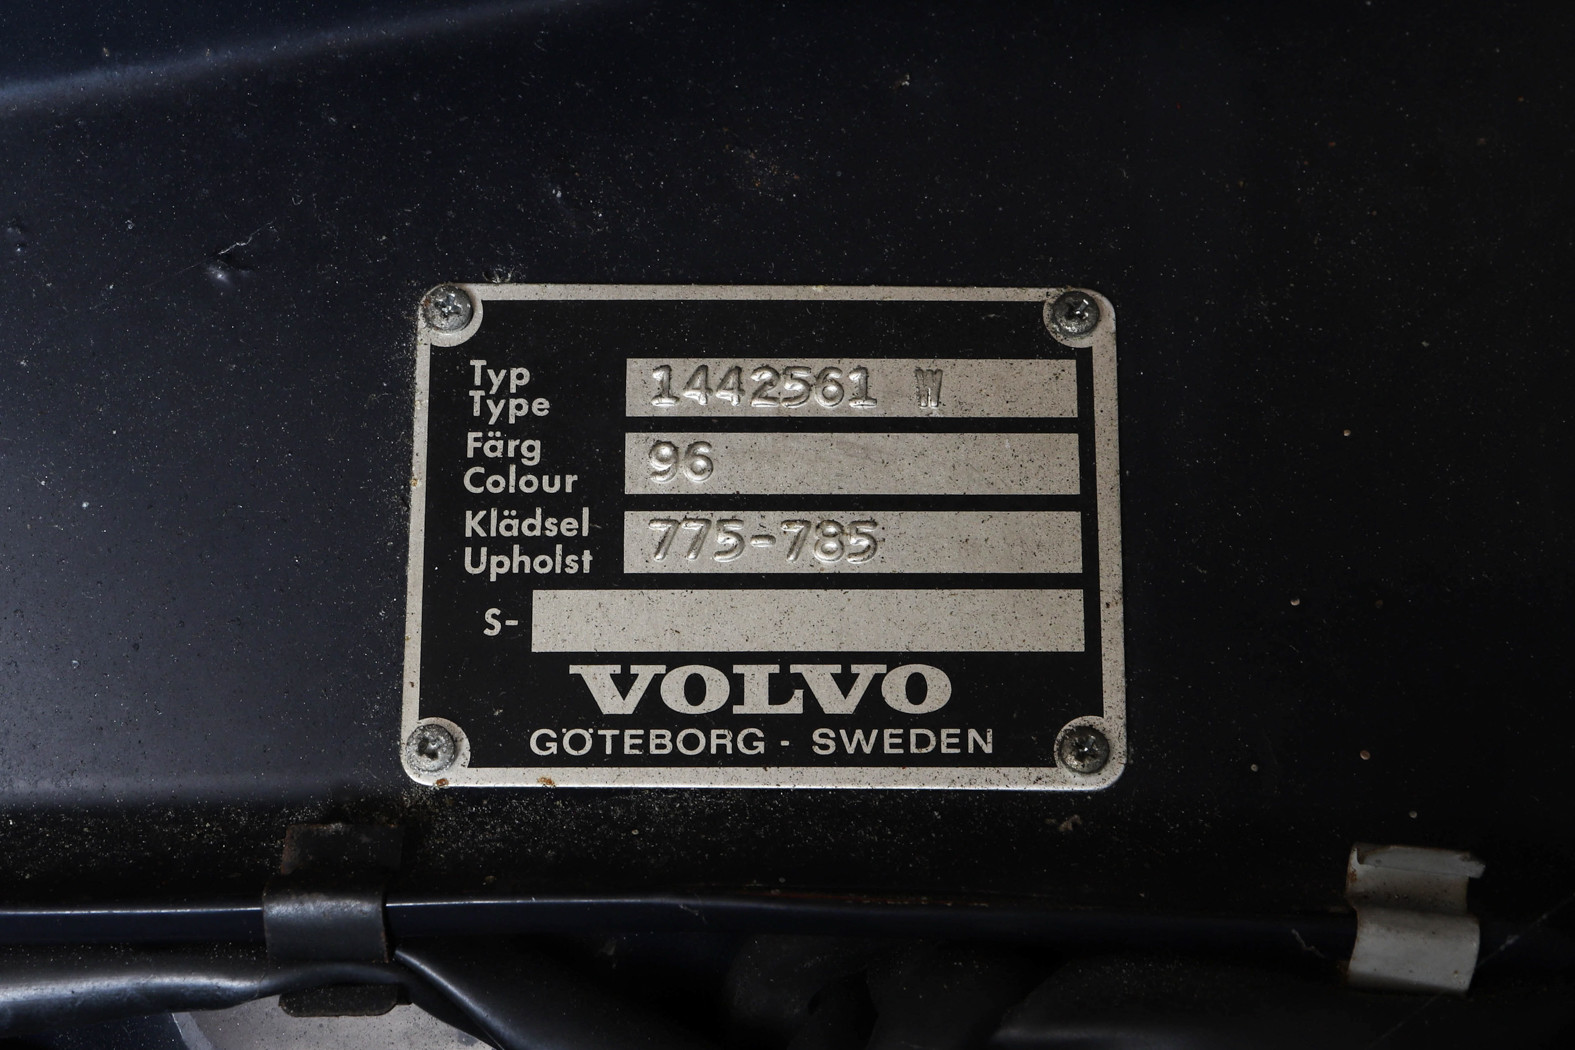 Typ
Type
1442561 W
Färg
Colour
96
Klädsel
Upholst
775-785
S-
VOLVO
GÖTEBORG - SWEDEN